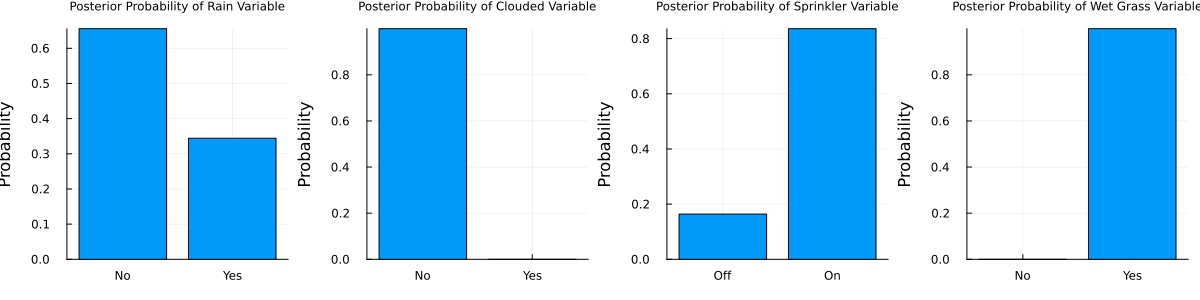 Posterior Probability of Rain Variable
Probability
0.6
0.5
0.4
0.3
0.2
0.1
0.0
No
Yes
Posterior Probability of Clouded Variable
Probability
0.8
0.6
0.4
0.2
0.0
No
Yes
Posterior Probability of Sprinkler Variable
Probability
0.8
0.6
0.4
0.2
0.0
Off
On
Posterior Probability of Wet Grass Variable
Probability
0.8
0.6
0.4
0.2
0.0
No
Yes